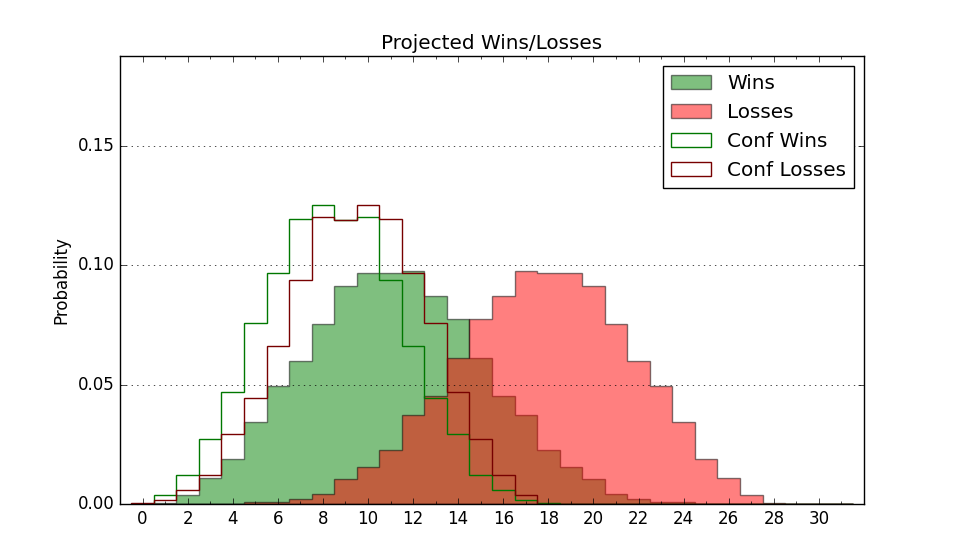 Projected Wins/Losses
Wins
Losses
Conf Wins
Conf Losses
Probability
0.15
0.10
0.05
0.00
0 2 4 6 8 10 12 14 16 18 20 22 24 26 28 30